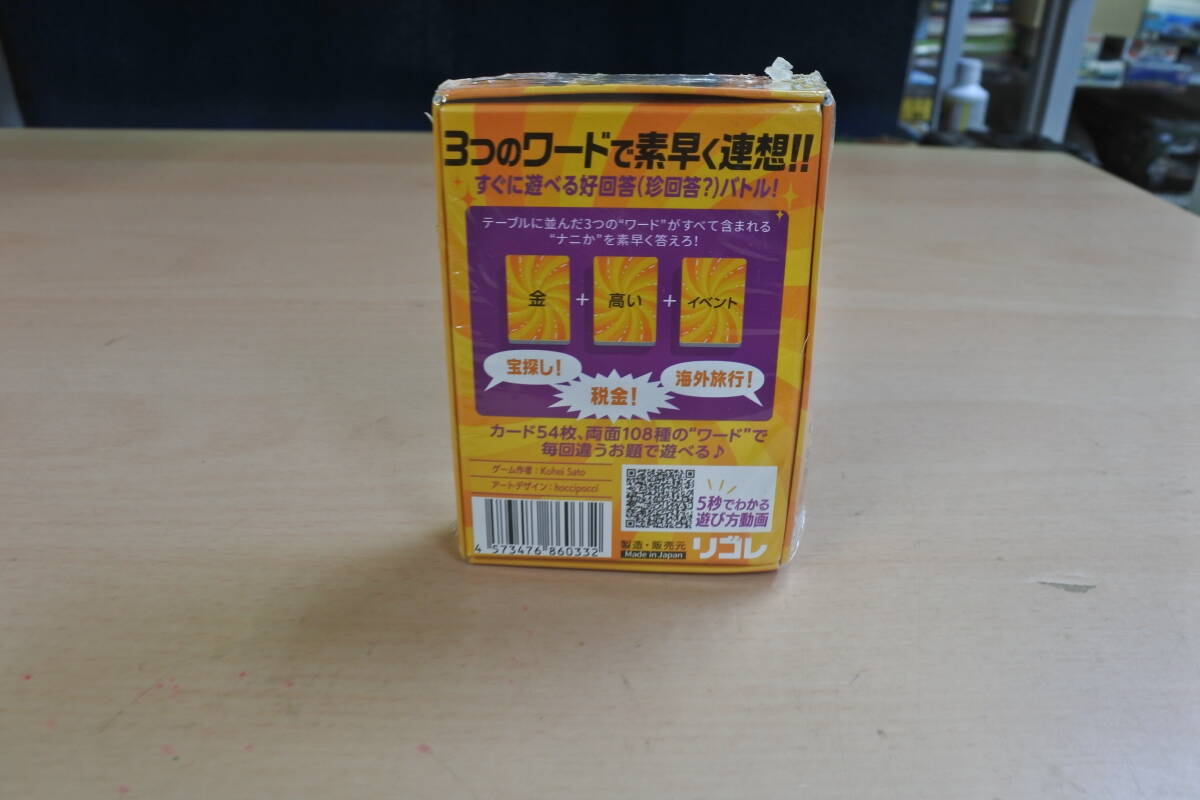 3つのワードで素早く連想!!
すぐに遊べる好回答(珍回答?)バトル!
テーブルに並んだ3つの"ワード"がすべて含まれる
"ナニか"を素早く答えろ!
金 + 高い + イベント
宝探し!
税金!
海外旅行!
カード54枚、両面108種の"ワード"で
毎回違うお題で遊べる♪
ゲーム作者:Kohei Sato
アートデザイン:hoccipocci
5秒でわかる
遊び方動画
4 573476 860332
製造・販売元
Made in Japan
リゴレ